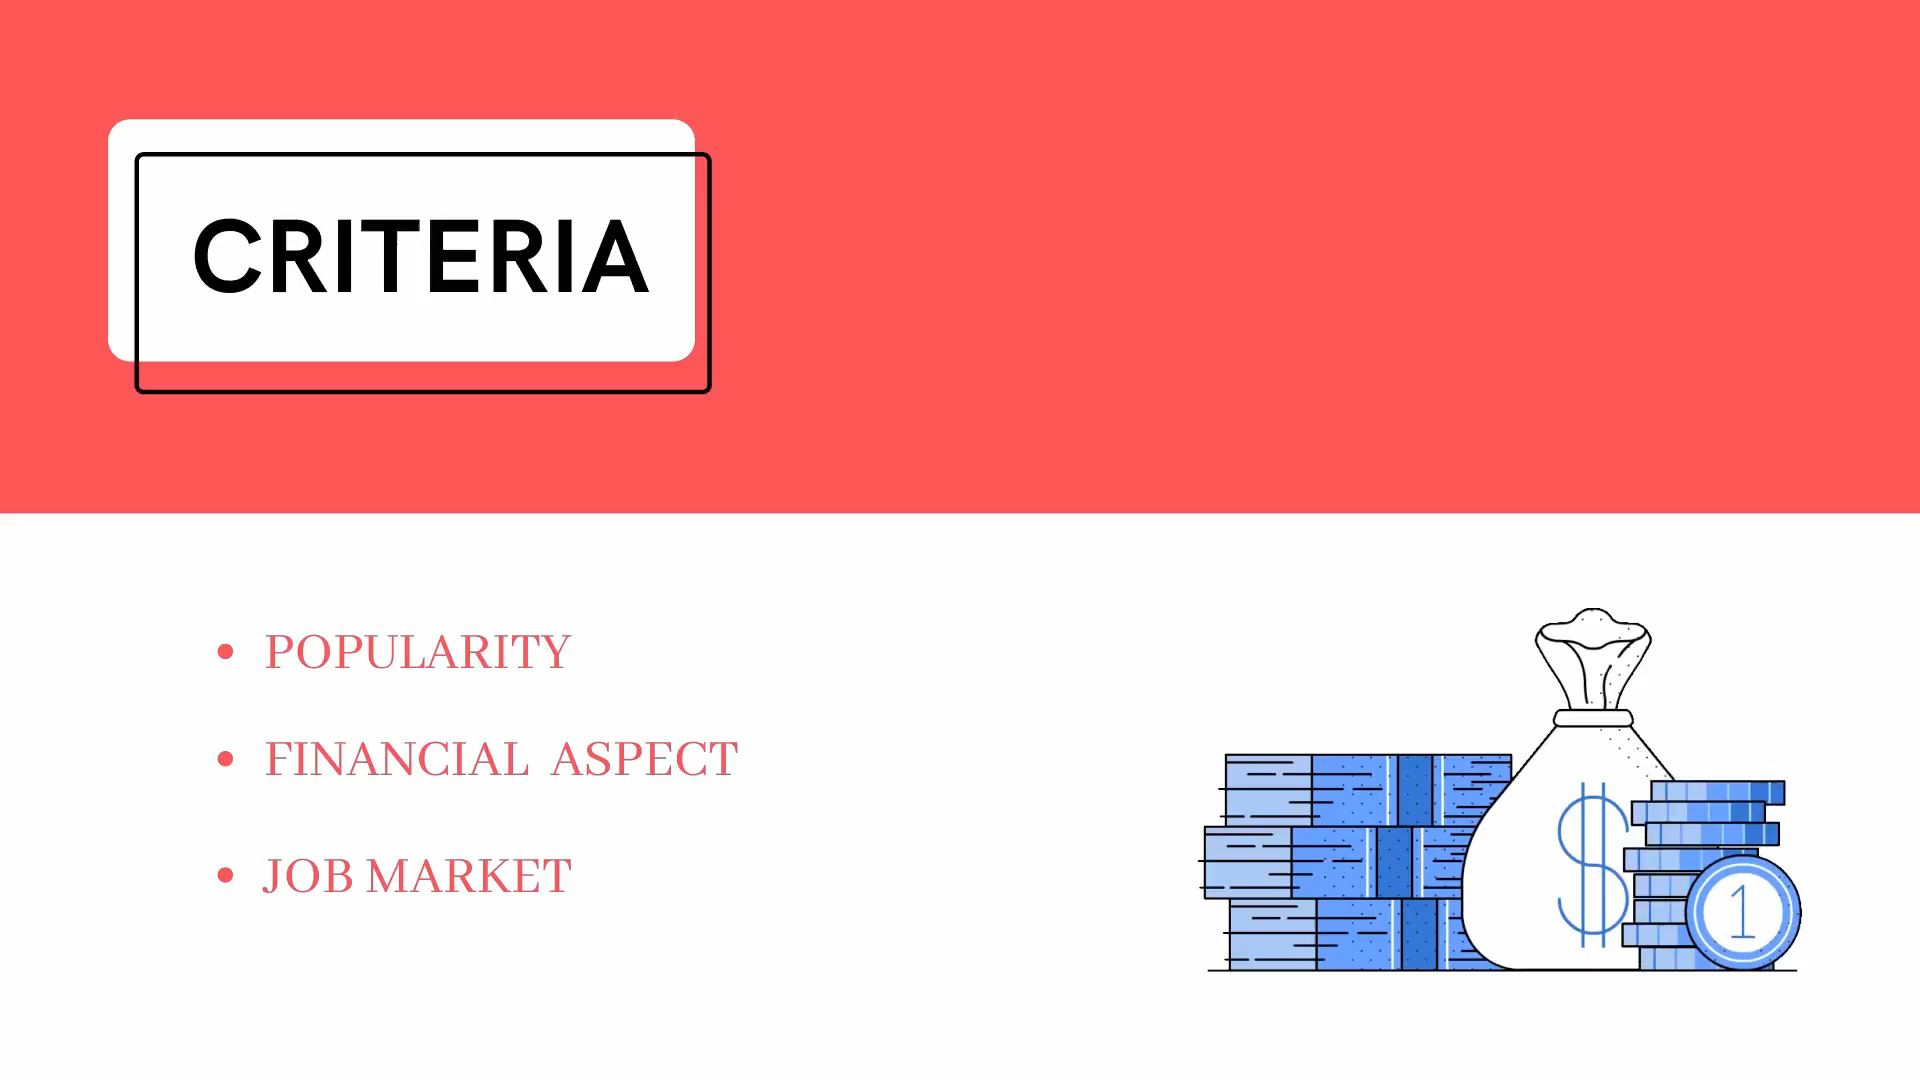 CRITERIA
• POPULARITY
• FINANCIAL ASPECT
• JOB MARKET
$
1